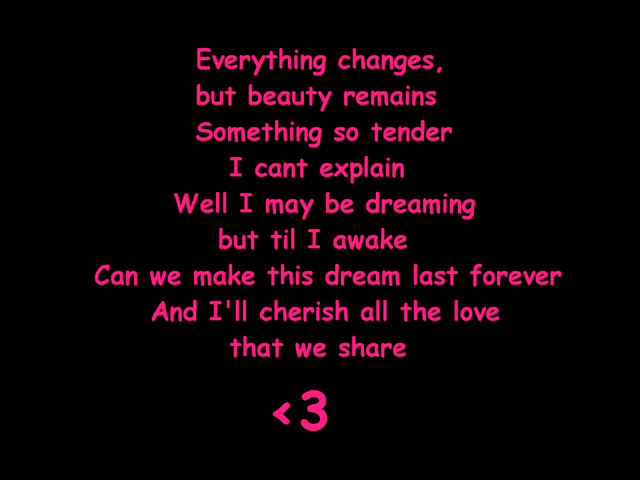 Everything changes,
but beauty remains
Something so tender
I cant explain
Well I may be dreaming
but til I awake
Can we make this dream last forever
And I'll cherish all the love
that we share
<3